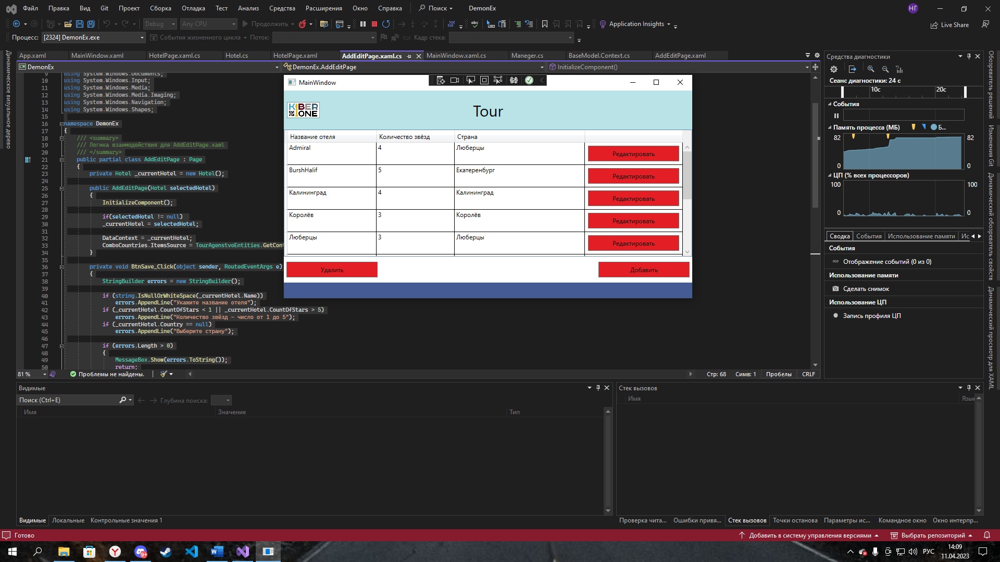 Файл Правка Вид Git Проект Сборка Отладка Тест Анализ Средства Расширения Окно Справка Поиск DemonEx НГ
Debug Any CPU Продолжить Application Insights Live Share
Процесс: [2324] DemonEx.exe События жизненного цикла Поток: Кадр стека:
Динамическое визуальное дерево
App.xaml MainWindow.xaml HotelPage.xaml.cs Hotel.cs HotelPage.xaml AddEditPage.xaml.cs MainWindow.xaml.cs Maneger.cs BaseModel.Context.cs AddEditPage.xaml
DemonEx DemonEx.AddEditPage InitializeComponent()
9 using System.Windows.Documents;
10 using System.Windows.Input;
11 using System.Windows.Media;
12 using System.Windows.Media.Imaging;
13 using System.Windows.Navigation;
14 using System.Windows.Shapes;
15
16 namespace DemonEx
17 {
18 /// <summary>
19 /// Логика взаимодействия для AddEditPage.xaml
20 /// </summary>
21 public partial class AddEditPage : Page
22 {
23 private Hotel _currentHotel = new Hotel();
24
25 public AddEditPage(Hotel selectedHotel)
26 {
27 InitializeComponent();
28
29 if(selectedHotel != null)
30 _currentHotel = selectedHotel;
31
32 DataContext = _currentHotel;
33 ComboCountries.ItemsSource = TourAgenstvoEntities.GetCont
34 }
35
36 private void BtnSave_Click(object sender, RoutedEventArgs e)
37 {
38 StringBuilder errors = new StringBuilder();
39
40 if (string.IsNullOrWhiteSpace(_currentHotel.Name))
41 errors.AppendLine("Укажите название отеля");
42 if (_currentHotel.CountOfStars < 1 || _currentHotel.CountOfStars > 5)
43 errors.AppendLine("Количество звёзд - число от 1 до 5");
44 if (_currentHotel.Country == null)
45 errors.AppendLine("Выберите страну");
46
47 if (errors.Length > 0)
48 {
49 MessageBox.Show(errors.ToString());
50 return;
81 % Проблемы не найдены. Стр: 68 Симв: 1 Пробелы CRLF
MainWindow
KIBER ONE
Tour
Название отеля Количество звёзд Страна
Admiral 4 Люберцы Редактировать
BurshHalif 5 Екатеренбург Редактировать
Калининград 4 Калининград Редактировать
Королёв 3 Королёв Редактировать
Люберцы 3 Люберцы Редактировать
Удалить Добавить
Средства диагностики
Сеанс диагностики: 24 с
10с 20с
События
Память процесса (МБ) Б...
82 82
0 0
ЦП (% всех процессоров)
100 100
0 0
Сводка События Использование памяти Ис
События
Отображение событий (0 из 0)
Использование памяти
Сделать снимок
Использование ЦП
Запись профиля ЦП
Обозреватель решений
Изменения Git
Динамический обозреватель свойств
Динамический просмотр для XAML
Видимые
Поиск (Ctrl+E) Глубина поиска:
Имя Значение Тип
Видимые Локальные Контрольные значения 1
Стек вызовов
Имя Язык
Проверка чита... Ошибки привя... Стек вызовов Точки останова Параметры ис... Командное окно Окно интерпр...
Готово Добавить в систему управления версиями Выбрать репозиторий
9+ РУС 14:09
11.04.2023